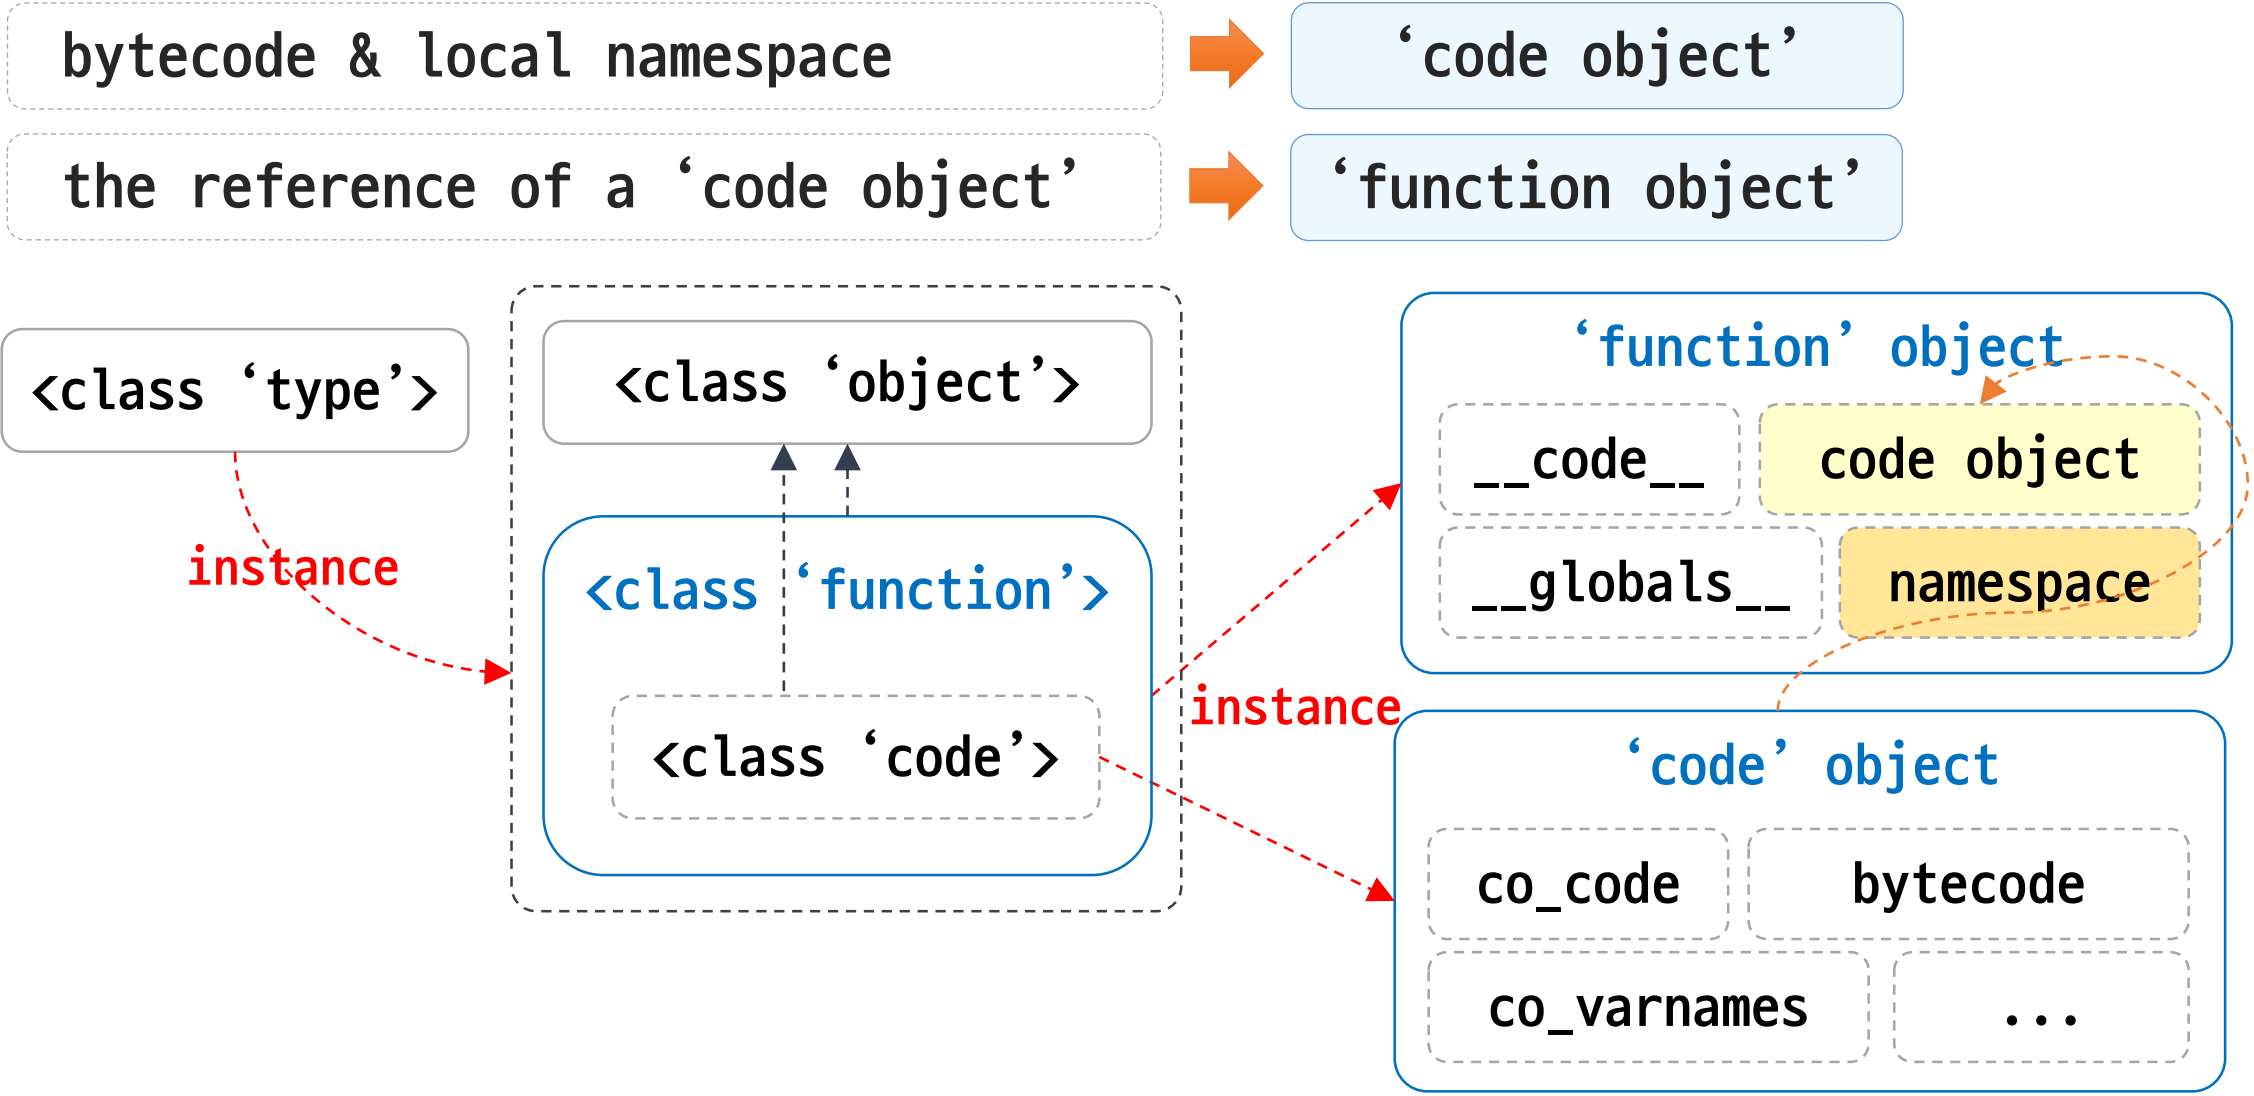 bytecode & local namespace
‘code object’
the reference of a ‘code object’
‘function object’
<class ‘type’>
instance
<class ‘object’>
<class ‘function’>
<class ‘code’>
instance
‘function’ object
__code__
code object
__globals__
namespace
‘code’ object
co_code
bytecode
co_varnames
...